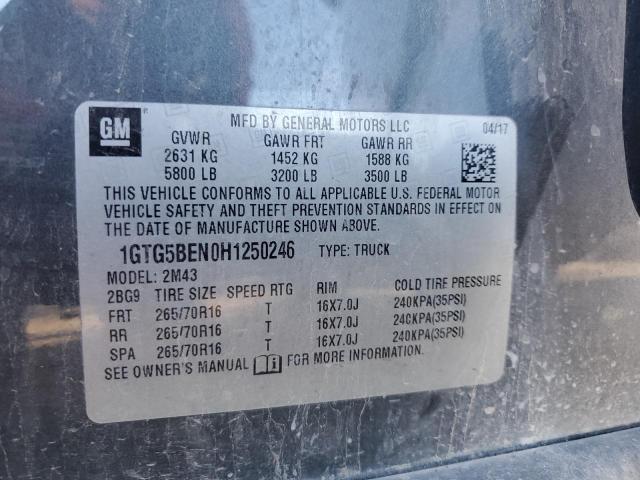 GM
MFD BY GENERAL MOTORS LLC 04/17
GVWR GAWR FRT GAWR RR
2631 KG 1452 KG 1588 KG
5800 LB 3200 LB 3500 LB
THIS VEHICLE CONFORMS TO ALL APPLICABLE U.S. FEDERAL MOTOR
VEHICLE SAFETY AND THEFT PREVENTION STANDARDS IN EFFECT ON
THE DATE OF MANUFACTURE SHOWN ABOVE.
1GTG5BEN0H1250246 TYPE: TRUCK
MODEL: 2M43
2BG9 TIRE SIZE SPEED RTG RIM COLD TIRE PRESSURE
FRT 265/70R16 T 16X7.0J 240KPA(35PSI)
RR 265/70R16 T 16X7.0J 240KPA(35PSI)
SPA 265/70R16 T 16X7.0J 240KPA(35PSI)
SEE OWNER'S MANUAL FOR MORE INFORMATION.